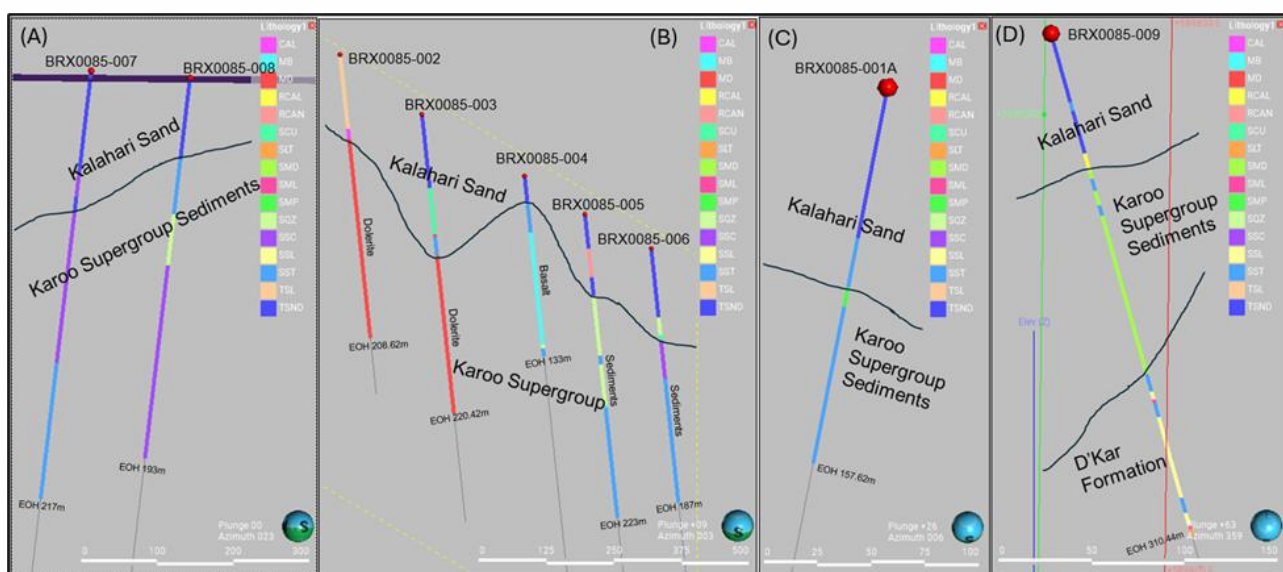 (A)
Lithology1
BRX0085-007
BRX0085-008
Kalahari Sand
Karoo Supergroup Sediments
CAL
MB
MD
RCAL
RCAN
SCU
SLT
SMD
SML
SMP
SQZ
SSC
SSL
SST
TSL
TSND
EOH 217m
EOH 193m
Plunge 00
Azimuth 023
0 100 200 300
(B)
Lithology1
BRX0085-002
BRX0085-003
BRX0085-004
BRX0085-005
BRX0085-006
Kalahari Sand
Dolerite
Dolerite
Basalt
Sediments
Sediments
Karoo Supergroup
CAL
MB
MD
RCAL
RCAN
SCU
SLT
SMD
SML
SMP
SQZ
SSC
SSL
SST
TSL
TSND
EOH 208.62m
EOH 220.42m
EOH 133m
EOH 223m
EOH 187m
Plunge +09
Azimuth 003
0 125 250 375 500
(C)
Lithology1
BRX0085-001A
Kalahari Sand
Karoo
Supergroup
Sediments
CAL
MB
MD
RCAL
RCAN
SCU
SLT
SMD
SML
SMP
SQZ
SSC
SSL
SST
TSL
TSND
EOH 157.62m
Plunge +26
Azimuth 006
0 25 50 75 100
(D)
Lithology1
BRX0085-009
Kalahari Sand
Karoo
Supergroup
Sediments
D'Kar
Formation
CAL
MB
MD
RCAL
RCAN
SCU
SLT
SMD
SML
SMP
SQZ
SSC
SSL
SST
TSL
TSND
Elev (Z)
EOH 310.44m
Plunge +63
Azimuth 359
0 50 100 150